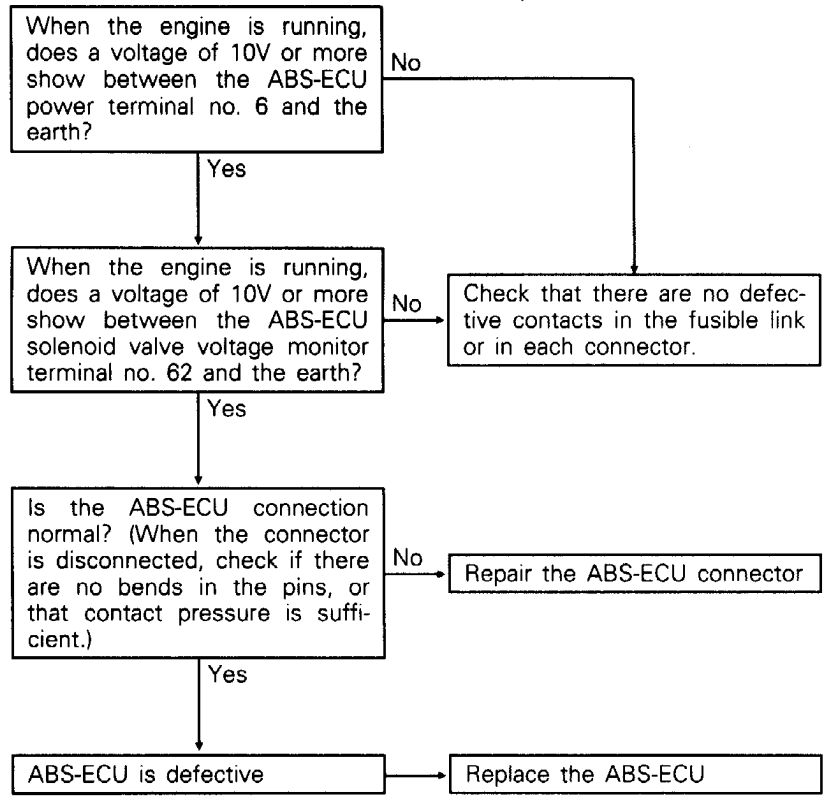 When the engine is running,
does a voltage of 10V or more
show between the ABS-ECU
power terminal no. 6 and the
earth?
No
Yes
When the engine is running,
does a voltage of 10V or more
show between the ABS-ECU
solenoid valve voltage monitor
terminal no. 62 and the earth?
No
Check that there are no defec-
tive contacts in the fusible link
or in each connector.
Yes
Is the ABS-ECU connection
normal? (When the connector
is disconnected, check if there
are no bends in the pins, or
that contact pressure is suffi-
cient.)
No
Repair the ABS-ECU connector
Yes
ABS-ECU is defective
Replace the ABS-ECU